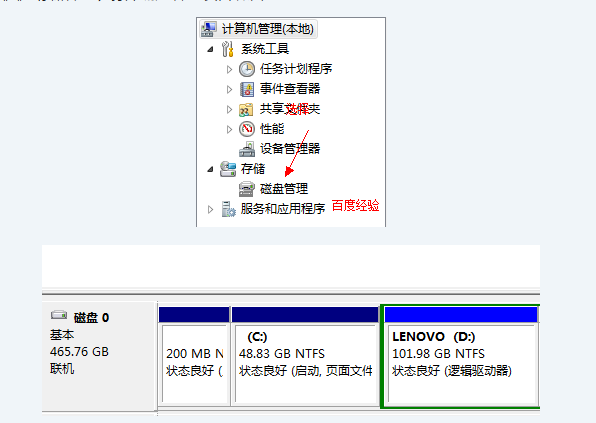 计算机管理(本地)
系统工具
任务计划程序
事件查看器
共享文件夹
性能
设备管理器
存储
磁盘管理
服务和应用程序
百度经验
磁盘 0
基本
465.76 GB
联机
200 MB N
状态良好 (
(C:)
48.83 GB NTFS
状态良好 (启动, 页面文件
LENOVO (D:)
101.98 GB NTFS
状态良好 (逻辑驱动器)